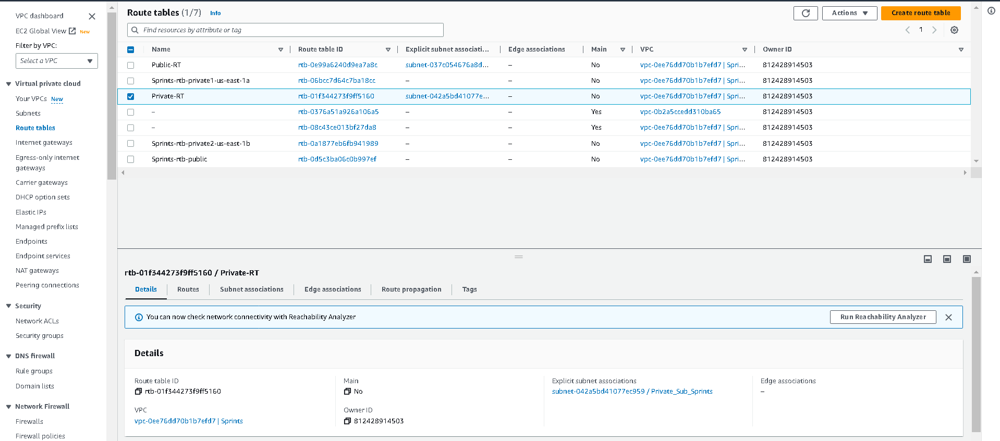 VPC dashboard
EC2 Global View New
Filter by VPC:
Select a VPC
Virtual private cloud
Your VPCs New
Subnets
Route tables
Internet gateways
Egress-only internet
gateways
Carrier gateways
DHCP option sets
Elastic IPs
Managed prefix lists
Endpoints
Endpoint services
NAT gateways
Peering connections
Security
Network ACLs
Security groups
DNS firewall
Rule groups
Domain lists
Network Firewall
Firewalls
Firewall policies
Route tables (1/7) Info
Actions
Create route table
Find resources by attribute or tag
1
Name Route table ID Explicit subnet associati... Edge associations Main VPC Owner ID
Public-RT rtb-0e99a6240d9ea7a8c subnet-037c054676a8d... – No vpc-0ee76dd70b1b7efd7 | Spri... 812428914503
Sprints-rtb-private1-us-east-1a rtb-06bcc7d64c7ba18cc – – No vpc-0ee76dd70b1b7efd7 | Spri... 812428914503
Private-RT rtb-01f344273f9ff5160 subnet-042a5bd41077e... – No vpc-0ee76dd70b1b7efd7 | Spri... 812428914503
– rtb-0376a51a926a106a5 – – Yes vpc-0b2a5ccedd310ba65 812428914503
– rtb-08c43ce013bf27da8 – – Yes vpc-0ee76dd70b1b7efd7 | Spri... 812428914503
Sprints-rtb-private2-us-east-1b rtb-0a1877eb6fb941989 – – No vpc-0ee76dd70b1b7efd7 | Spri... 812428914503
Sprints-rtb-public rtb-0d5c3ba06c0b997ef – – No vpc-0ee76dd70b1b7efd7 | Spri... 812428914503
rtb-01f344273f9ff5160 / Private-RT
Details Routes Subnet associations Edge associations Route propagation Tags
You can now check network connectivity with Reachability Analyzer
Run Reachability Analyzer
Details
Route table ID
rtb-01f344273f9ff5160
Main
No
Explicit subnet associations
subnet-042a5bd41077ec959 / Private_Sub_Sprints
Edge associations
–
VPC
vpc-0ee76dd70b1b7efd7 | Sprints
Owner ID
812428914503